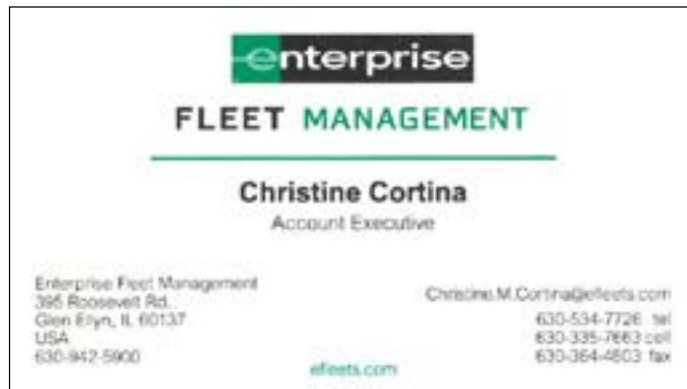 enterprise
FLEET MANAGEMENT
Christine Cortina
Account Executive
Enterprise Fleet Management
395 Roosevelt Rd.
Glen Ellyn, IL 60137
USA
630-942-5900
efleets.com
Christine.M.Cortina@efleets.com
630-534-7726 tel
630-335-7663 cell
630-364-4803 fax